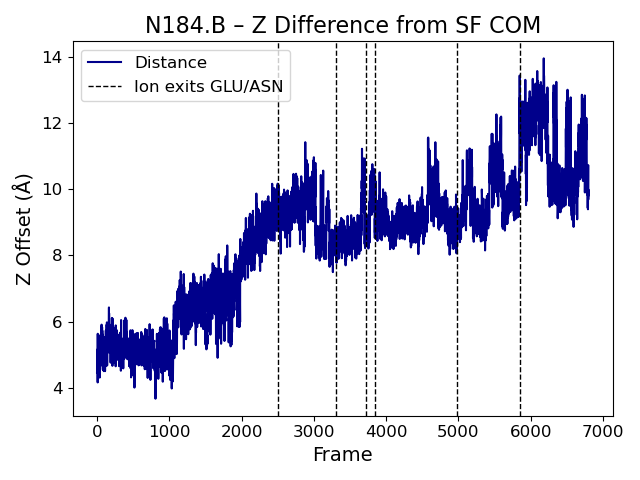 N184.B – Z Difference from SF COM
Distance
Ion exits GLU/ASN
Z Offset (Å)
14
12
10
8
6
4
0 1000 2000 3000 4000 5000 6000 7000
Frame